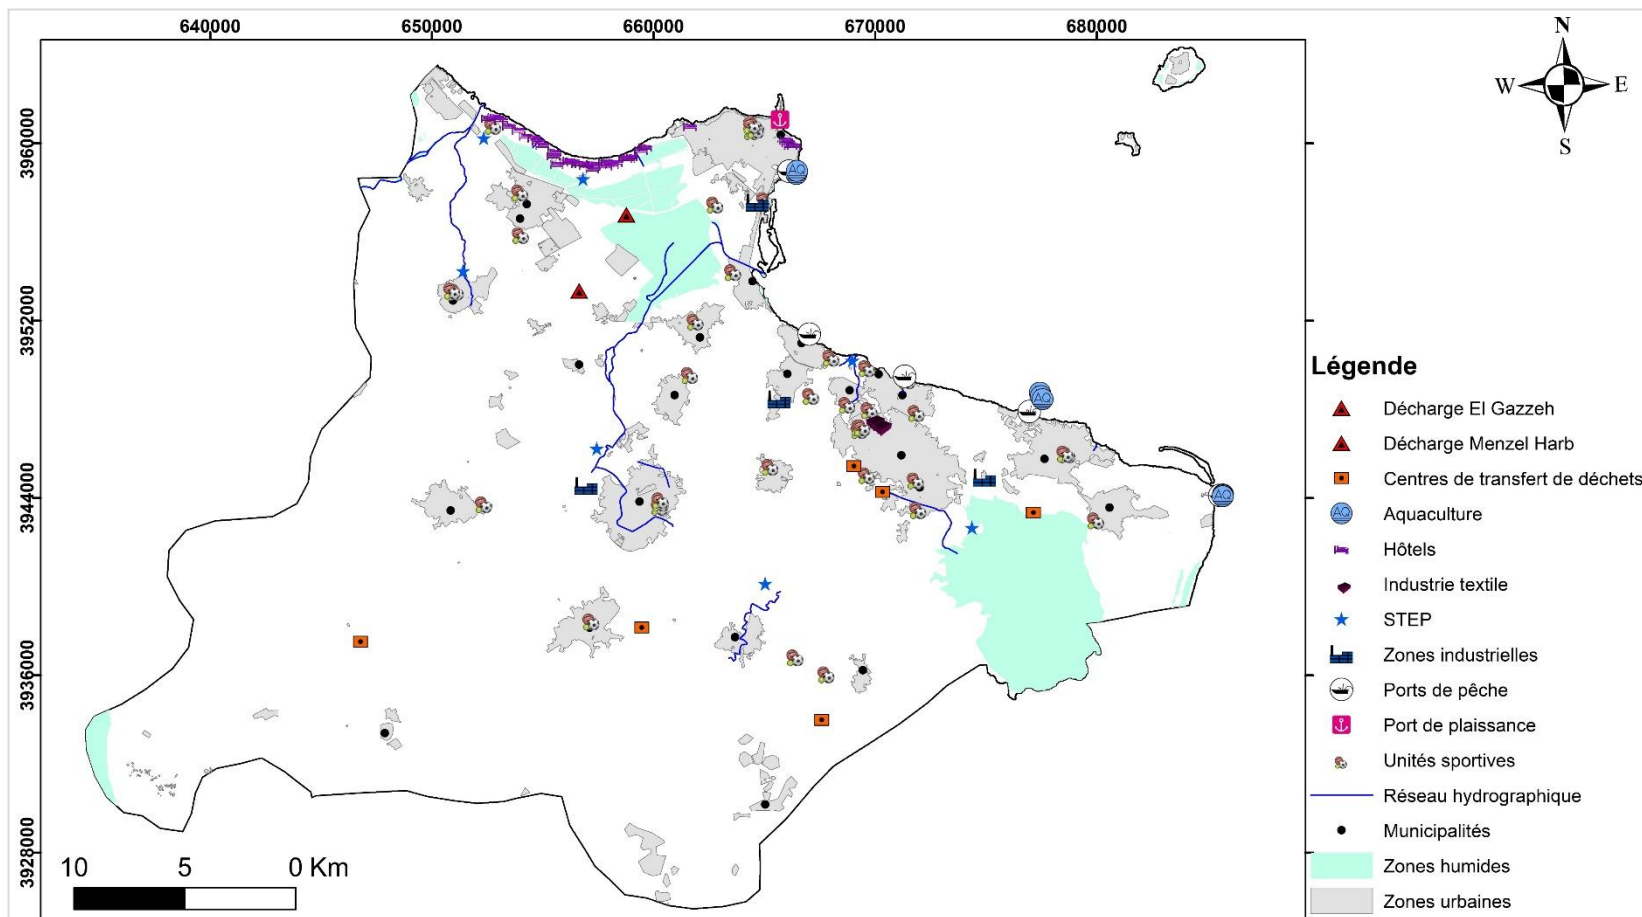 640000 650000 660000 670000 680000
N
W E
S
3960000
3952000
3944000
3936000
3928000
AQ
AQ
AQ
Légende
Décharge El Gazzeh
Décharge Menzel Harb
Centres de transfert de déchets
AQ Aquaculture
Hôtels
Industrie textile
STEP
Zones industrielles
Ports de pêche
Port de plaissance
Unités sportives
Réseau hydrographique
Municipalités
Zones humides
Zones urbaines
10 5 0 Km